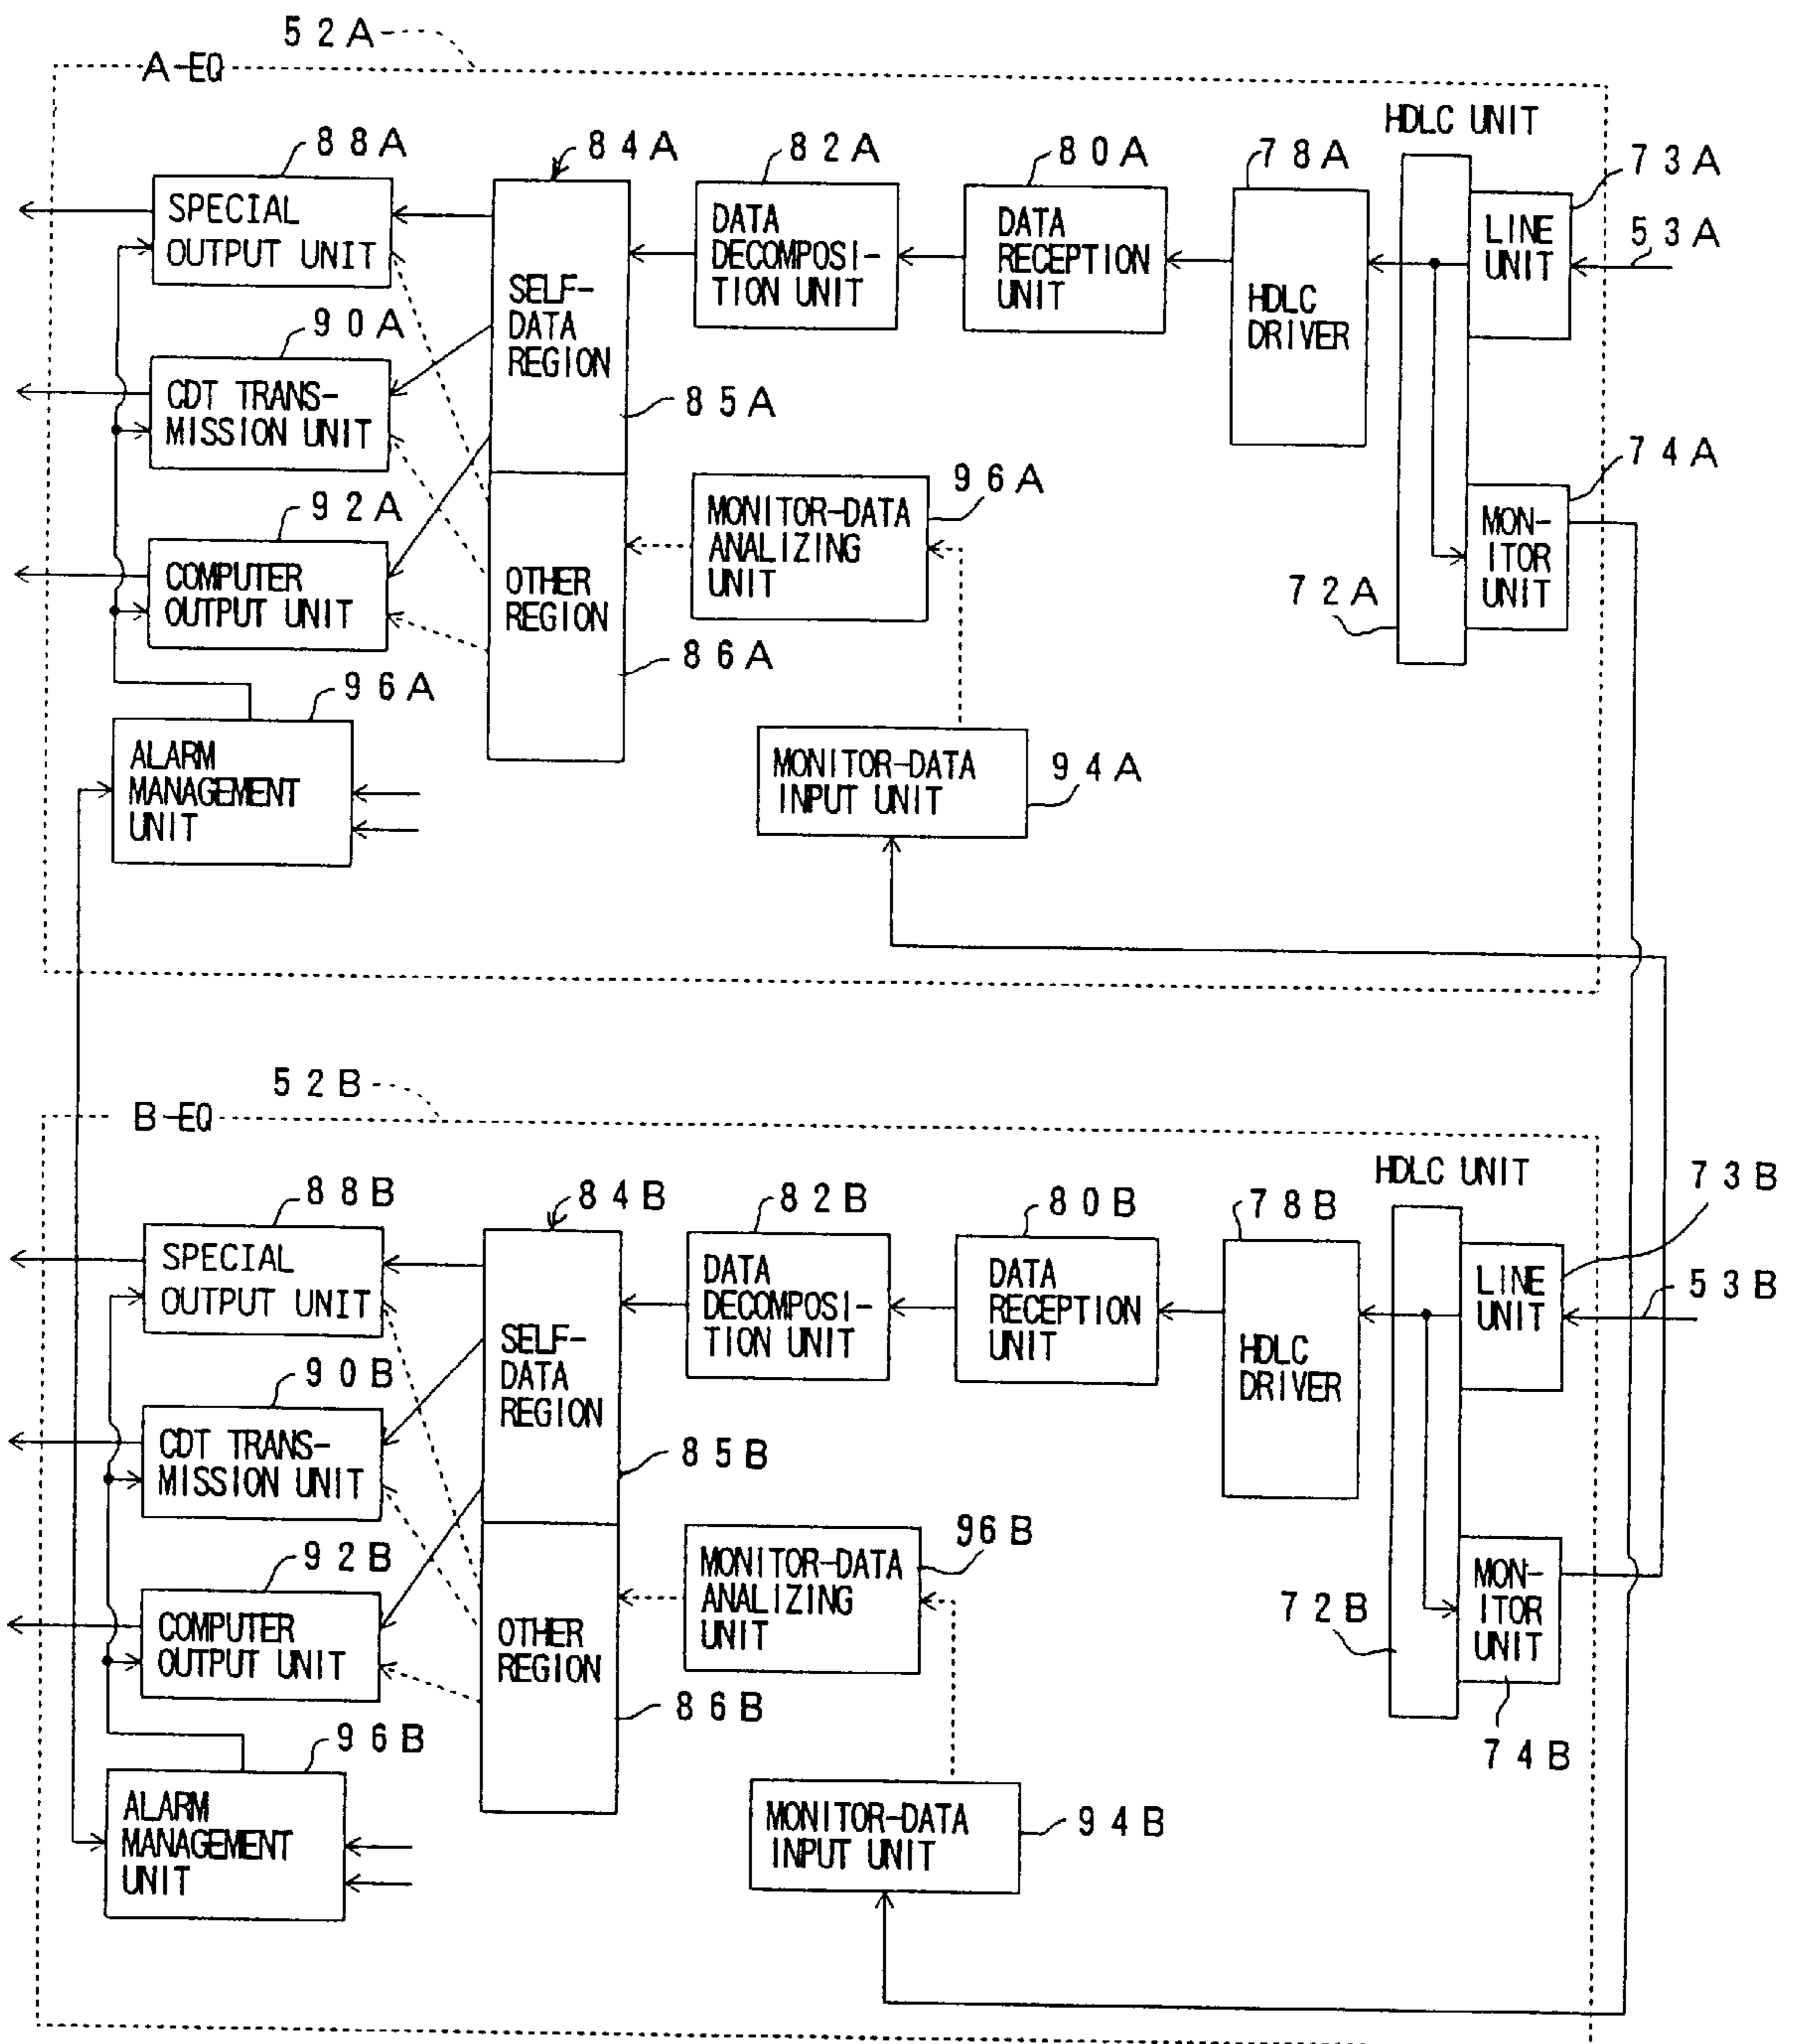 52A
A-EQ
HDLC UNIT
88A
84A
82A
80A
78A
73A
SPECIAL
OUTPUT UNIT
DATA
DECOMPOSI-
TION UNIT
DATA
RECEPTION
UNIT
LINE
UNIT
53A
SELF-
DATA
REGION
HDLC
DRIVER
90A
CDT TRANS-
MISSION UNIT
85A
74A
92A
96A
MONITOR-DATA
ANALIZING
UNIT
MON-
ITOR
UNIT
COMPUTER
OUTPUT UNIT
OTHER
REGION
72A
86A
96A
ALARM
MANAGEMENT
UNIT
MONITOR-DATA
INPUT UNIT
94A
52B
B-EQ
HDLC UNIT
73B
88B
84B
82B
80B
78B
SPECIAL
OUTPUT UNIT
DATA
DECOMPOSI-
TION UNIT
DATA
RECEPTION
UNIT
LINE
UNIT
53B
SELF-
DATA
REGION
HDLC
DRIVER
90B
CDT TRANS-
MISSION UNIT
85B
92B
96B
MONITOR-DATA
ANALIZING
UNIT
MON-
ITOR
UNIT
COMPUTER
OUTPUT UNIT
OTHER
REGION
72B
86B
96B
74B
ALARM
MANAGEMENT
UNIT
MONITOR-DATA
INPUT UNIT
94B